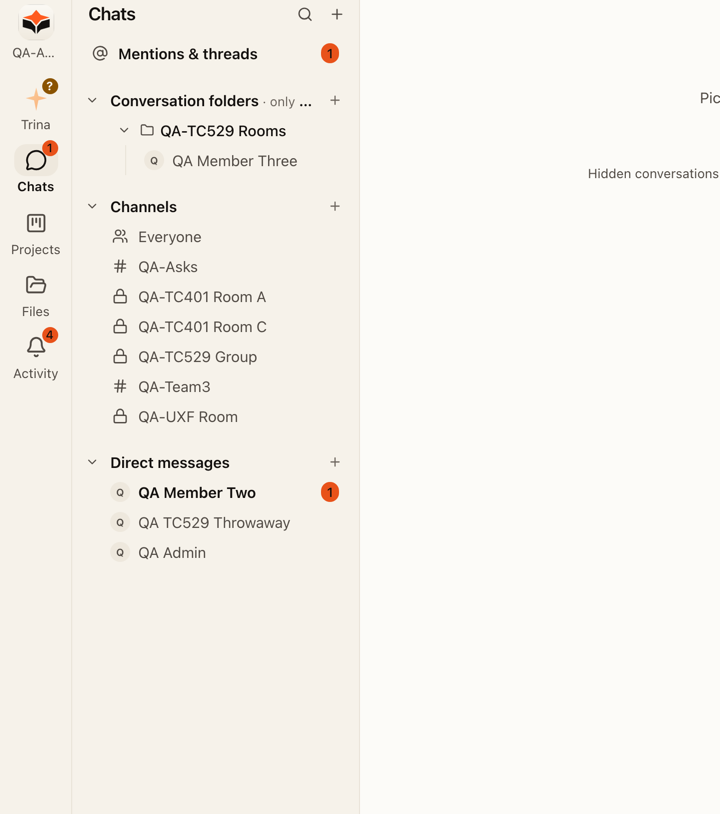 Chats
QA-A...
@ Mentions & threads 1
?
Trina
Conversation folders · only ... +
QA-TC529 Rooms
Q QA Member Three
1
Chats
Channels +
Projects
Everyone
# QA-Asks
Files
QA-TC401 Room A
QA-TC401 Room C
4
Activity
QA-TC529 Group
# QA-Team3
QA-UXF Room
Direct messages +
Q QA Member Two 1
Q QA TC529 Throwaway
Q QA Admin
Pic
Hidden conversations